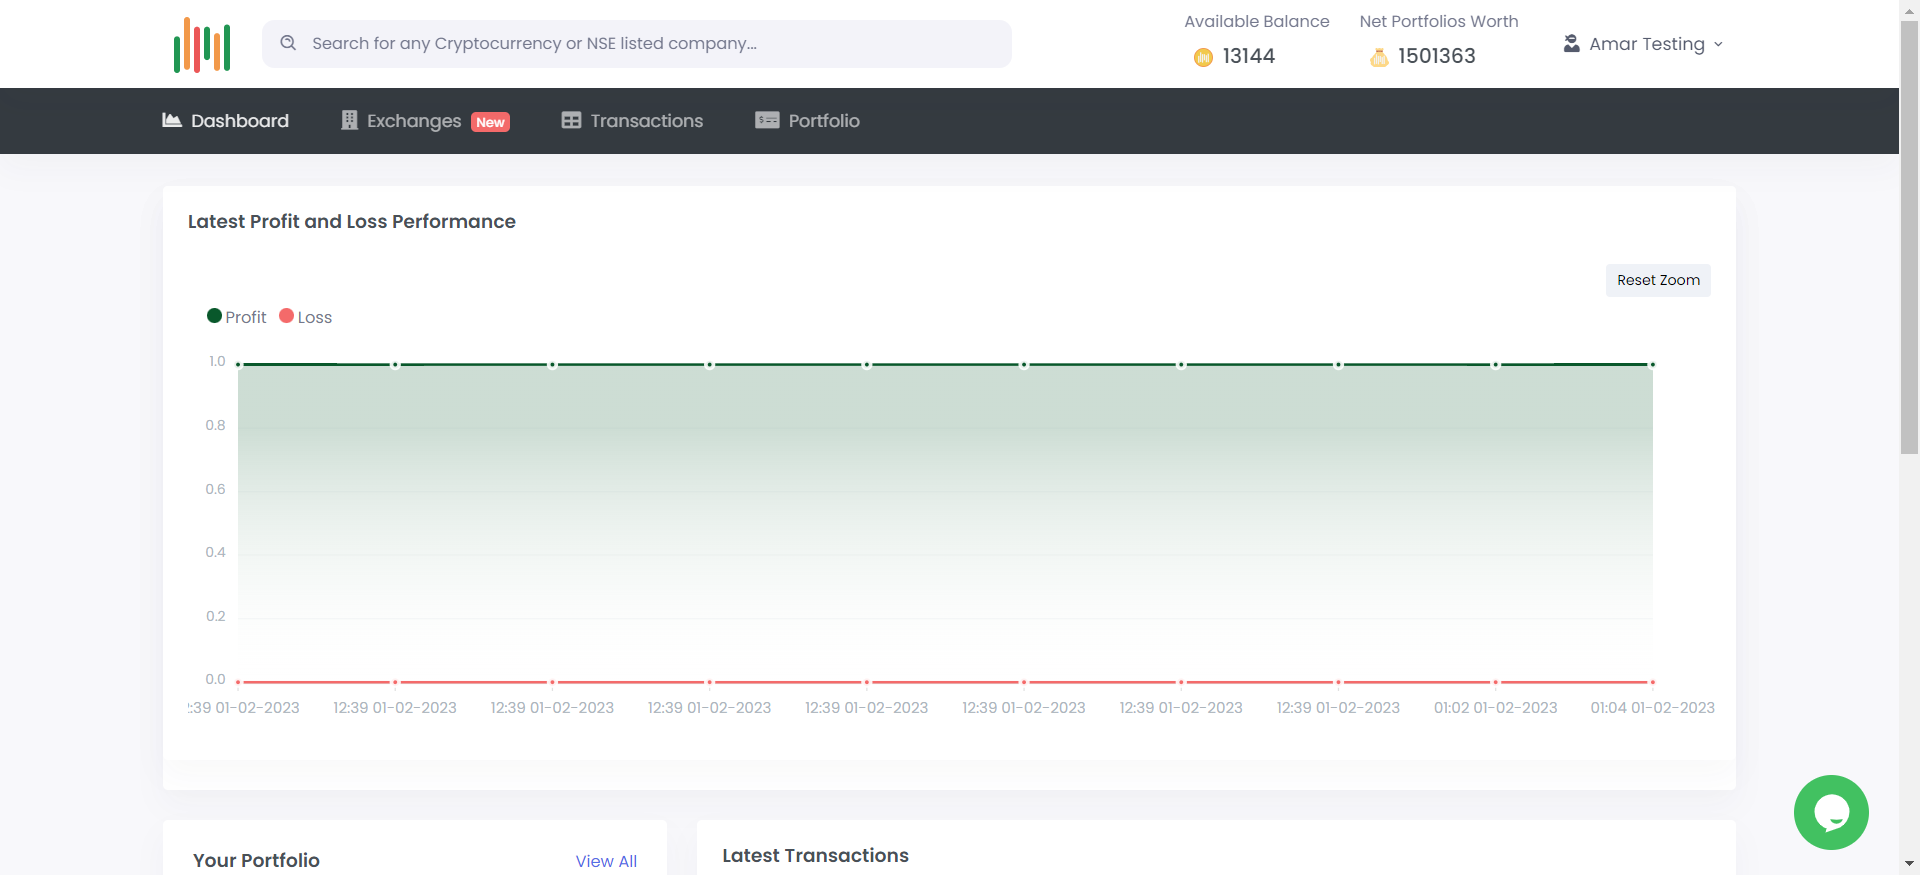 Search for any Cryptocurrency or NSE listed company...
Available Balance
13144
Net Portfolios Worth
1501363
Amar Testing
Dashboard
Exchanges New
Transactions
Portfolio
Latest Profit and Loss Performance
Reset Zoom
Profit Loss
1.0
0.8
0.6
0.4
0.2
0.0
:39 01-02-2023 12:39 01-02-2023 12:39 01-02-2023 12:39 01-02-2023 12:39 01-02-2023 12:39 01-02-2023 12:39 01-02-2023 12:39 01-02-2023 01:02 01-02-2023 01:04 01-02-2023
Your Portfolio
View All
Latest Transactions